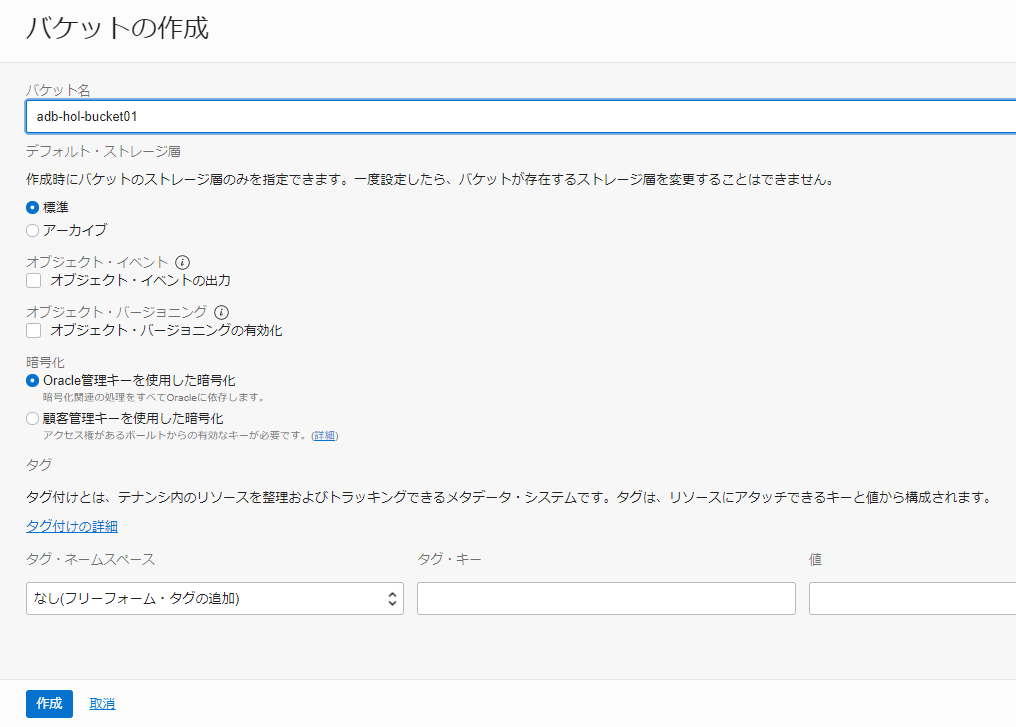 バケットの作成
バケット名
adb-hol-bucket01
デフォルト・ストレージ層
作成時にバケットのストレージ層のみを指定できます。一度設定したら、バケットが存在するストレージ層を変更することはできません。
標準
アーカイブ
オブジェクト・イベント
オブジェクト・イベントの出力
オブジェクト・バージョニング
オブジェクト・バージョニングの有効化
暗号化
Oracle管理キーを使用した暗号化
暗号化関連の処理をすべてOracleに依存します。
顧客管理キーを使用した暗号化
アクセス権があるボールトからの有効なキーが必要です。(詳細)
タグ
タグ付けとは、テナンシ内のリソースを整理およびトラッキングできるメタデータ・システムです。タグは、リソースにアタッチできるキーと値から構成されます。
タグ付けの詳細
タグ・ネームスペース タグ・キー 値
なし(フリーフォーム・タグの追加)
作成 取消